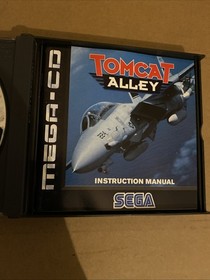 MEGA-CD
TOMCAT
ALLEY
INSTRUCTION MANUAL
SEGA